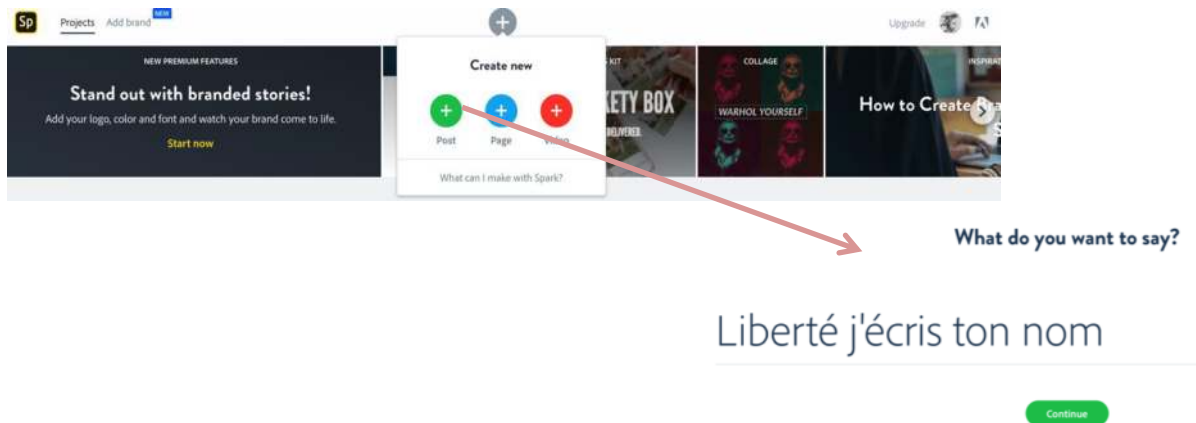 Sp Projects Add brand NEW Upgrade
NEW PREMIUM FEATURES
Stand out with branded stories!
Add your logo, color and font and watch your brand come to life.
Start now
Create new
Post Page Video
What can I make with Spark?
KIT
BOX
DELIVERED.
COLLAGE
WARHOL YOURSELF
How to Create
What do you want to say?
Liberté j'écris ton nom
Continue